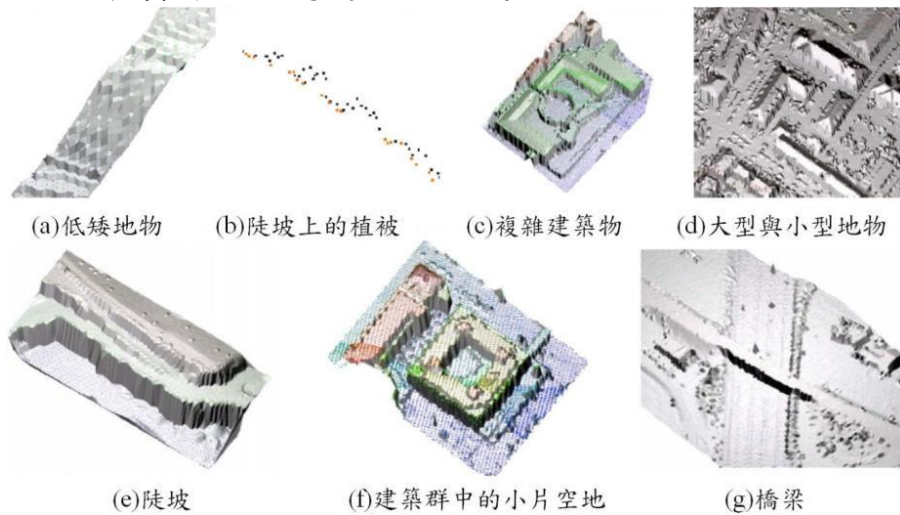 (a)低矮地物 (b)陡坡上的植被 (c)複雜建築物 (d)大型與小型地物
(e)陡坡 (f)建築群中的小片空地 (g)橋梁